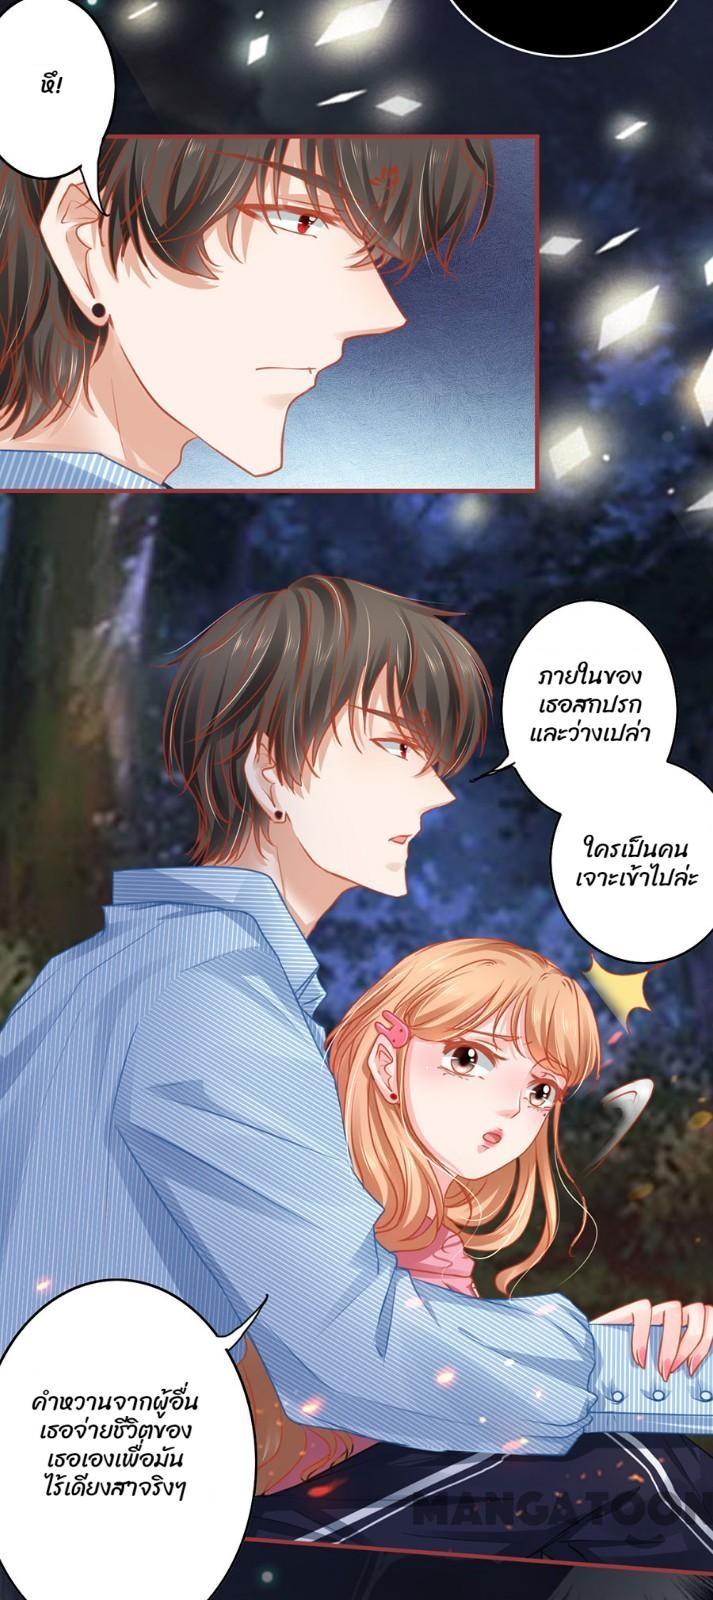 หึ!
ภายในของ
เธอสกปรก
และว่างเปล่า
ใครเป็นคน
เจาะเข้าไปล่ะ
คำหวานจากผู้อื่น
เธอจ่ายชีวิตของ
เธอเองเพื่อมัน
ไร้เดียงสาจริงๆ
MANGATOON